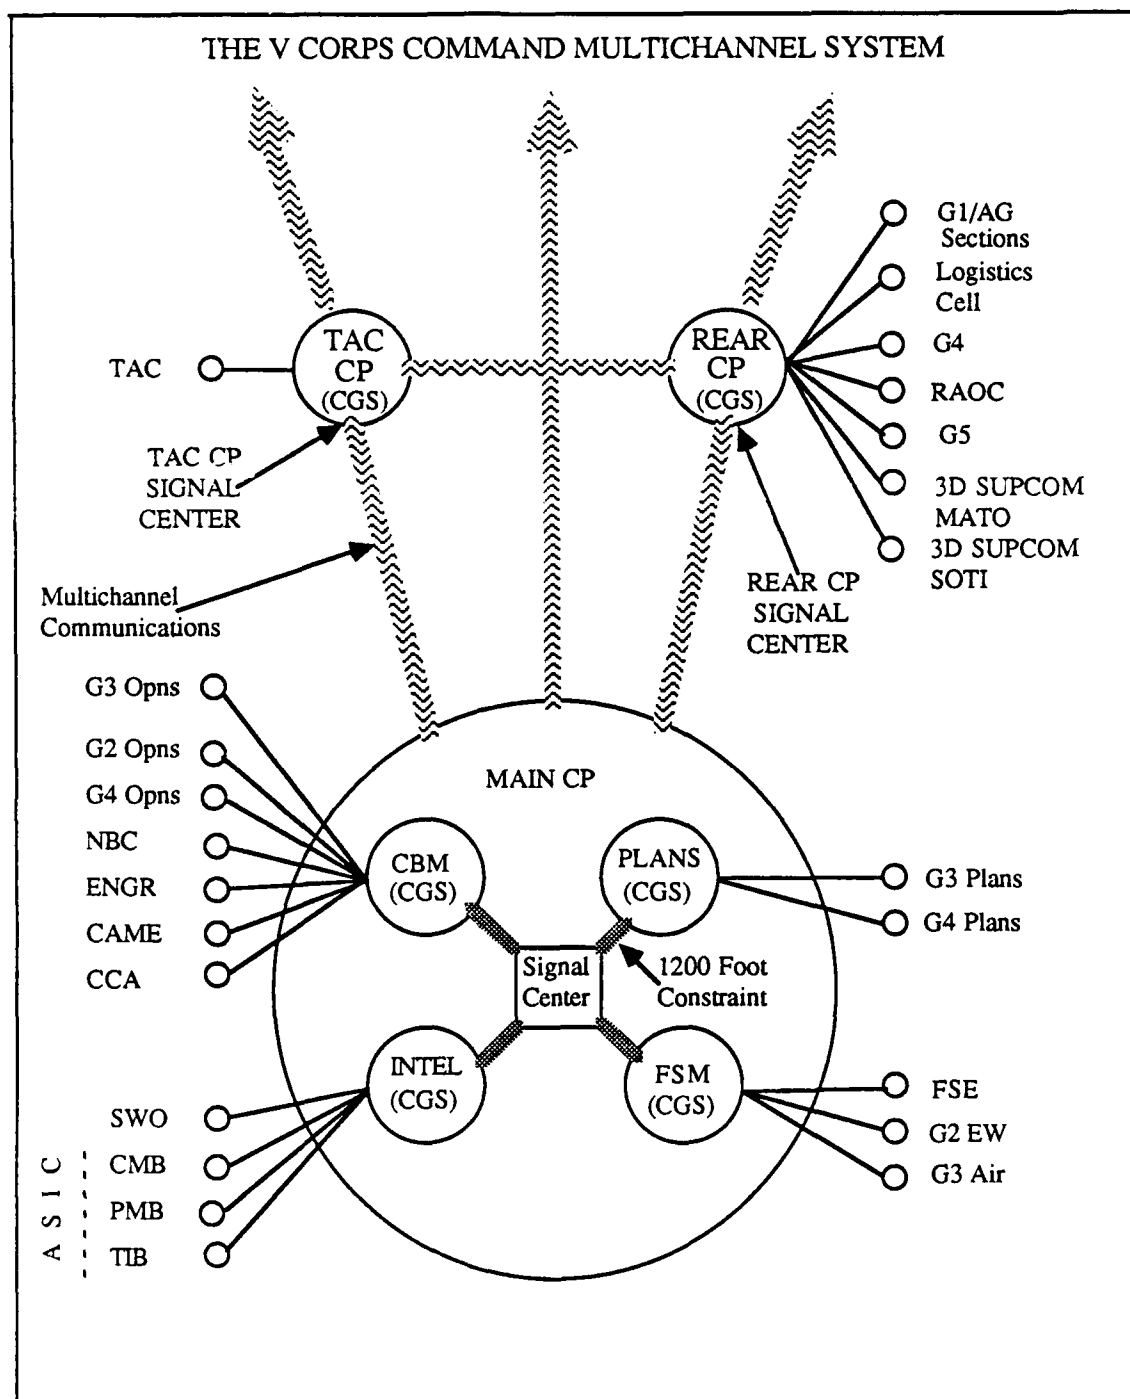 THE V CORPS COMMAND MULTICHANNEL SYSTEM
G1/AG
Sections
Logistics
Cell
TAC
TAC
CP
(CGS)
REAR
CP
(CGS)
G4
RAOC
G5
3D SUPCOM
MATO
3D SUPCOM
SOTI
TAC CP
SIGNAL
CENTER
REAR CP
SIGNAL
CENTER
Multichannel
Communications
G3 Opns
G2 Opns
G4 Opns
NBC
ENGR
CAME
CCA
MAIN CP
CBM
(CGS)
PLANS
(CGS)
G3 Plans
G4 Plans
Signal
Center
1200 Foot
Constraint
INTEL
(CGS)
FSM
(CGS)
SWO
CMB
PMB
TIB
ASIC
FSE
G2 EW
G3 Air